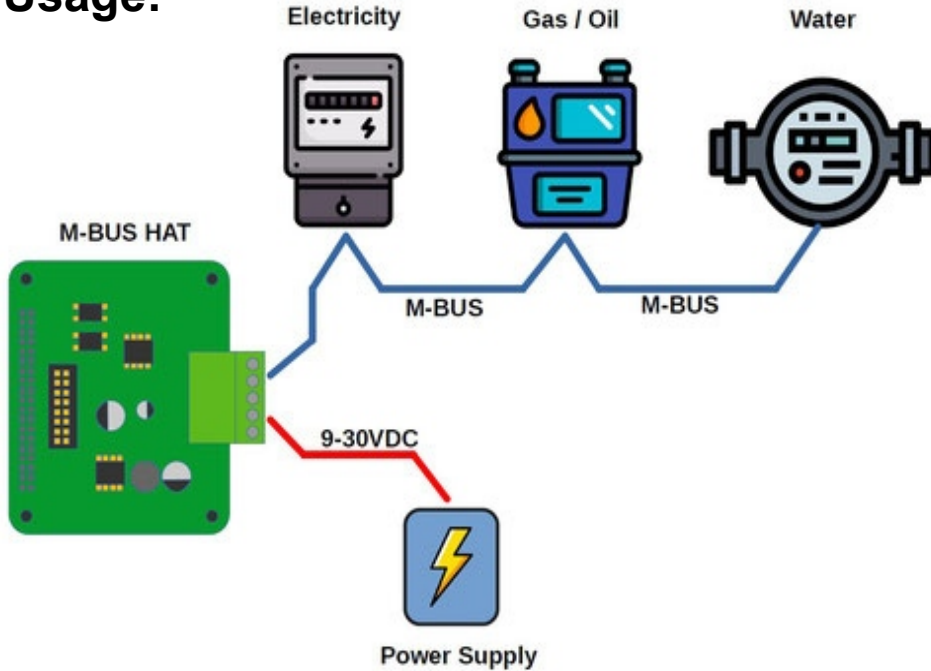 Usage:
Electricity
Gas / Oil
Water
M-BUS HAT
M-BUS
M-BUS
9-30VDC
Power Supply